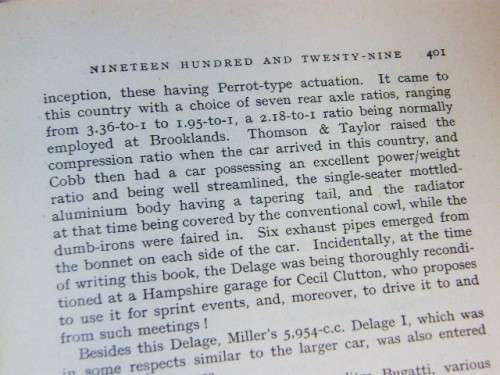 NINETEEN HUNDRED AND TWENTY-NINE 401
inception, these having Perrot-type actuation. It came to
this country with a choice of seven rear axle ratios, ranging
from 3.36-to-1 to 1.95-to-1, a 2.18-to-1 ratio being normally
employed at Brooklands. Thomson & Taylor raised the
compression ratio when the car arrived in this country, and
Cobb then had a car possessing an excellent power/weight
ratio and being well streamlined, the single-seater mottled-
aluminium body having a tapering tail, and the radiator
at that time being covered by the conventional cowl, while the
dumb-irons were faired in. Six exhaust pipes emerged from
the bonnet on each side of the car. Incidentally, at the time
of writing this book, the Delage was being thoroughly recondi-
tioned at a Hampshire garage for Cecil Clutton, who proposes
to use it for sprint events, and, moreover, to drive it to and
from such meetings!
Besides this Delage, Miller's 5,954-c.c. Delage I, which was
in some respects similar to the larger car, was also entered
Bugatti, various